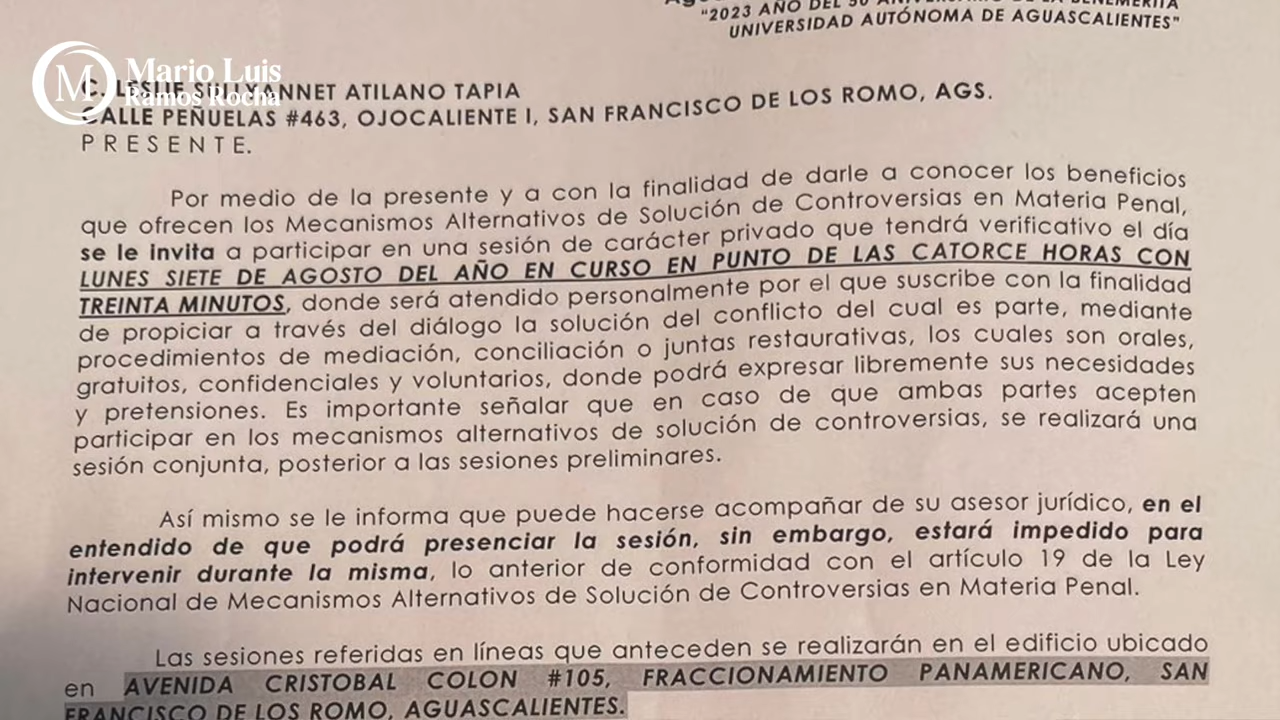 "2023 AÑO DEL 50 ANIVERSARIO DE LA BENEMÉRITA
UNIVERSIDAD AUTÓNOMA DE AGUASCALIENTES"
M Mario Luis
Ramos Rocha
C. LESLIE SULLYANNET ATILANO TAPIA
CALLE PEÑUELAS #463, OJOCALIENTE I, SAN FRANCISCO DE LOS ROMO, AGS.
P R E S E N T E.
Por medio de la presente y a con la finalidad de darle a conocer los beneficios
que ofrecen los Mecanismos Alternativos de Solución de Controversias en Materia Penal,
se le invita a participar en una sesión de carácter privado que tendrá verificativo el día
LUNES SIETE DE AGOSTO DEL AÑO EN CURSO EN PUNTO DE LAS CATORCE HORAS CON
TREINTA MINUTOS, donde será atendido personalmente por el que suscribe con la finalidad
de propiciar a través del diálogo la solución del conflicto del cual es parte, mediante
procedimientos de mediación, conciliación o juntas restaurativas, los cuales son orales,
gratuitos, confidenciales y voluntarios, donde podrá expresar libremente sus necesidades
y pretensiones. Es importante señalar que en caso de que ambas partes acepten
participar en los mecanismos alternativos de solución de controversias, se realizará una
sesión conjunta, posterior a las sesiones preliminares.
Así mismo se le informa que puede hacerse acompañar de su asesor jurídico, en el
entendido de que podrá presenciar la sesión, sin embargo, estará impedido para
intervenir durante la misma, lo anterior de conformidad con el artículo 19 de la Ley
Nacional de Mecanismos Alternativos de Solución de Controversias en Materia Penal.
Las sesiones referidas en líneas que anteceden se realizarán en el edificio ubicado
en AVENIDA CRISTOBAL COLON #105, FRACCIONAMIENTO PANAMERICANO, SAN
FRANCISCO DE LOS ROMO, AGUASCALIENTES.